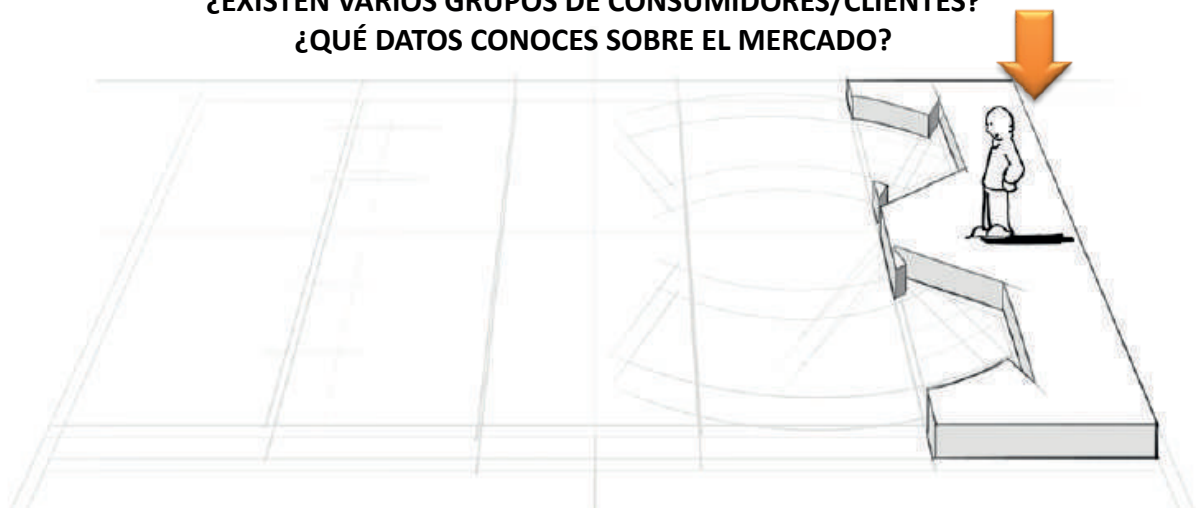 ¿EXISTEN VARIOS GRUPOS DE CONSUMIDORES/CLIENTES?
¿QUÉ DATOS CONOCES SOBRE EL MERCADO?